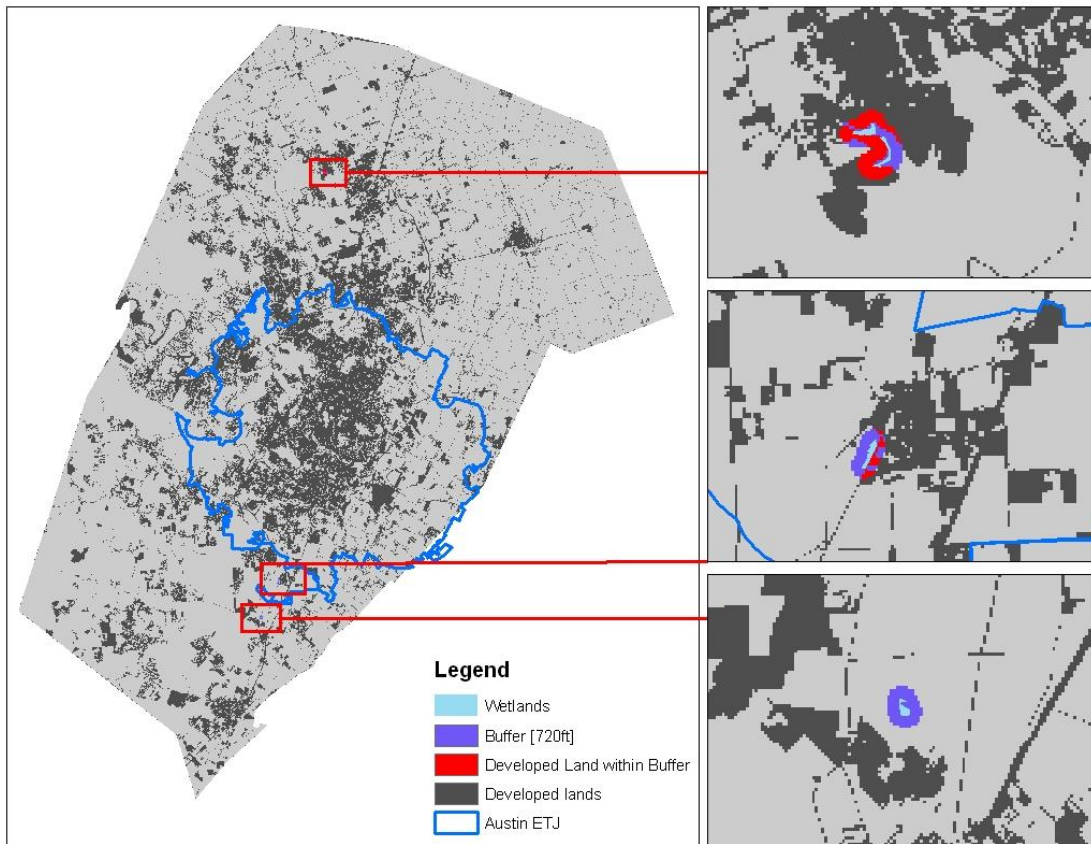 Legend
Wetlands
Buffer [720ft]
Developed Land within Buffer
Developed lands
Austin ETJ